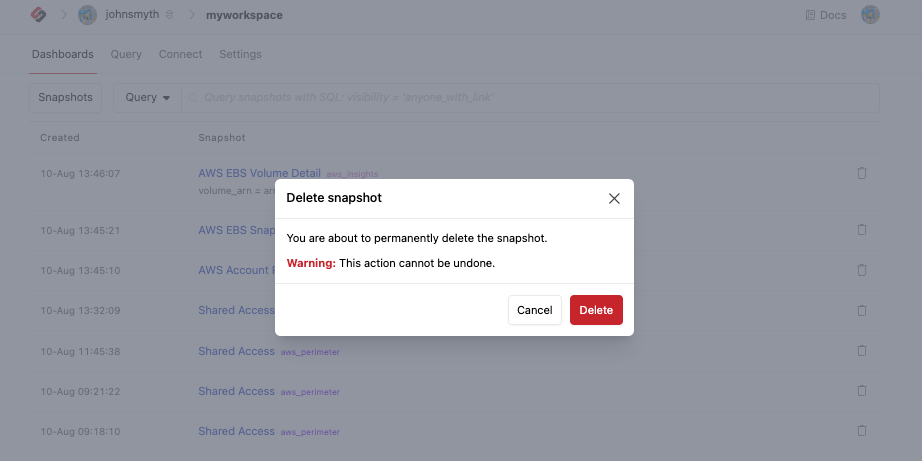 johnsmyth
myworkspace
Docs
Dashboards Query Connect Settings
Snapshots Query Query snapshots with SQL: visibility = 'anyone_with_link'
Created Snapshot
10-Aug 13:46:07 AWS EBS Volume Detail aws_insights
volume_arn =
10-Aug 13:45:21 AWS EBS Snap
10-Aug 13:45:10 AWS Account
10-Aug 13:32:09 Shared Access
10-Aug 11:45:38 Shared Access aws_perimeter
10-Aug 09:21:22 Shared Access aws_perimeter
10-Aug 09:18:10 Shared Access aws_perimeter
Delete snapshot
You are about to permanently delete the snapshot.
Warning: This action cannot be undone.
Cancel Delete